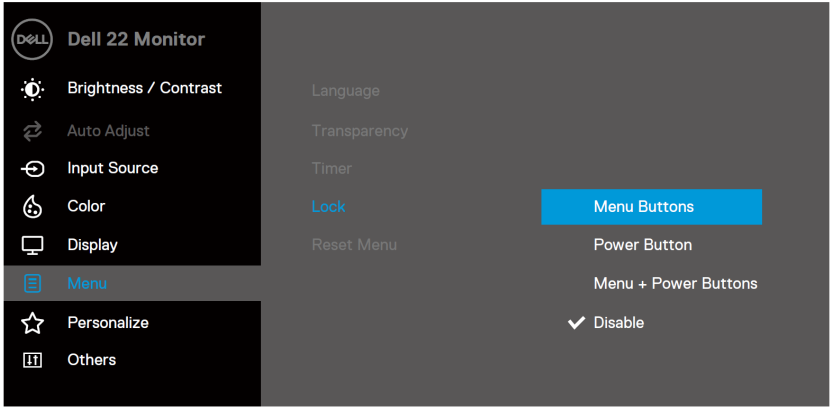 DELL Dell 22 Monitor
Brightness / Contrast
Language
Auto Adjust
Transparency
Input Source
Timer
Color
Lock
Menu Buttons
Display
Reset Menu
Power Button
Menu
Menu + Power Buttons
Personalize
Disable
Others